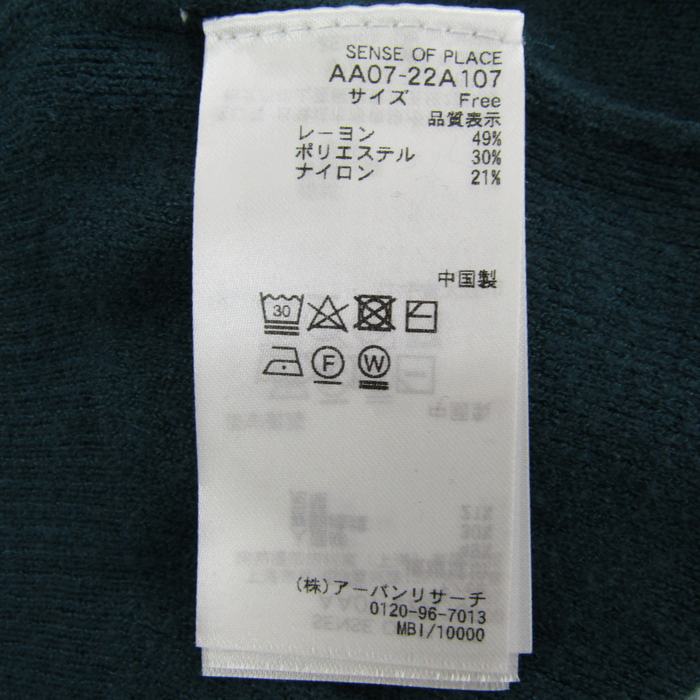 SENSE OF PLACE
AA07-22A107
サイズ Free
品質表示
レーヨン 49%
ポリエステル 30%
ナイロン 21%
中国製
30
F W
(株)アーバンリサーチ
0120-96-7013
MBI/10000